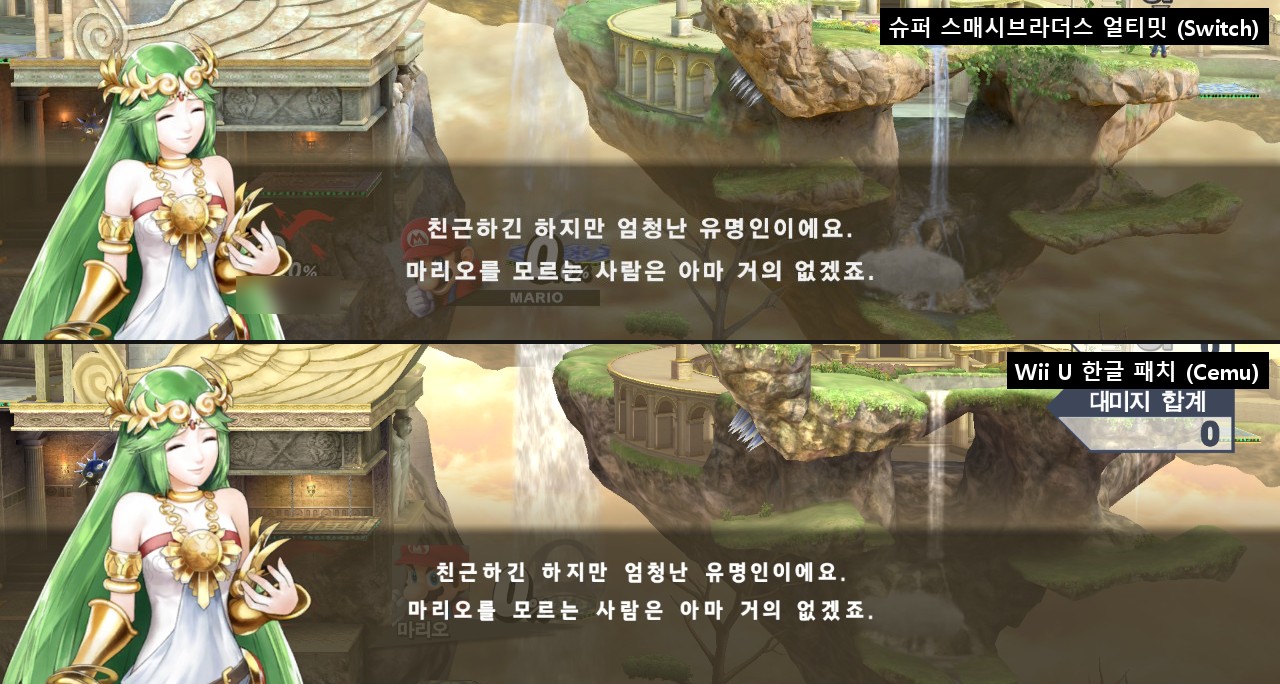 슈퍼 스매시브라더스 얼티밋 (Switch)
친근하긴 하지만 엄청난 유명인이에요.
마리오를 모르는 사람은 아마 거의 없겠죠.
0%
0%
MARIO
Wii U 한글 패치 (Cemu)
0
대미지 합계
0
친근하긴 하지만 엄청난 유명인이에요.
마리오를 모르는 사람은 아마 거의 없겠죠.
0
마리오